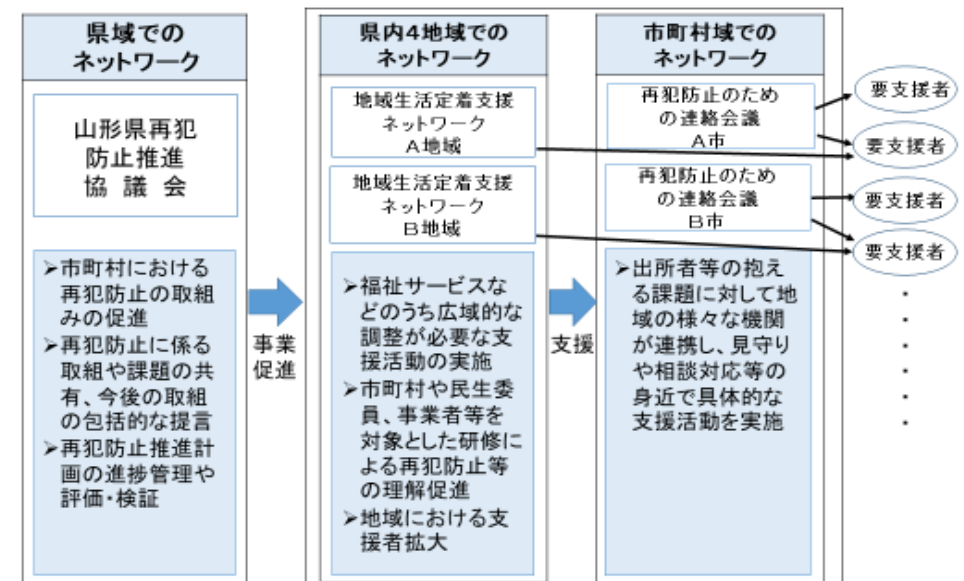 県域での
ネットワーク
山形県再犯
防止推進
協 議 会
➢市町村における
再犯防止の取組
みの促進
➢再犯防止に係る
取組や課題の共
有、今後の取組
の包括的な提言
➢再犯防止推進計
画の進捗管理や
評価・検証
事業
促進
県内4地域での
ネットワーク
地域生活定着支援
ネットワーク
A地域
地域生活定着支援
ネットワーク
B地域
➢福祉サービスな
どのうち広域的な
調整が必要な支
援活動の実施
➢市町村や民生委
員、事業者等を
対象とした研修に
よる再犯防止等
の理解促進
➢地域における支
援者拡大
支援
市町村域での
ネットワーク
再犯防止のため
の連絡会議
A市
再犯防止のため
の連絡会議
B市
➢出所者等の抱え
る課題に対して地
域の様々な機関
が連携し、見守り
や相談対応等の
身近で具体的な
支援活動を実施
要支援者
要支援者
要支援者
要支援者
・
・
・
・
・
・